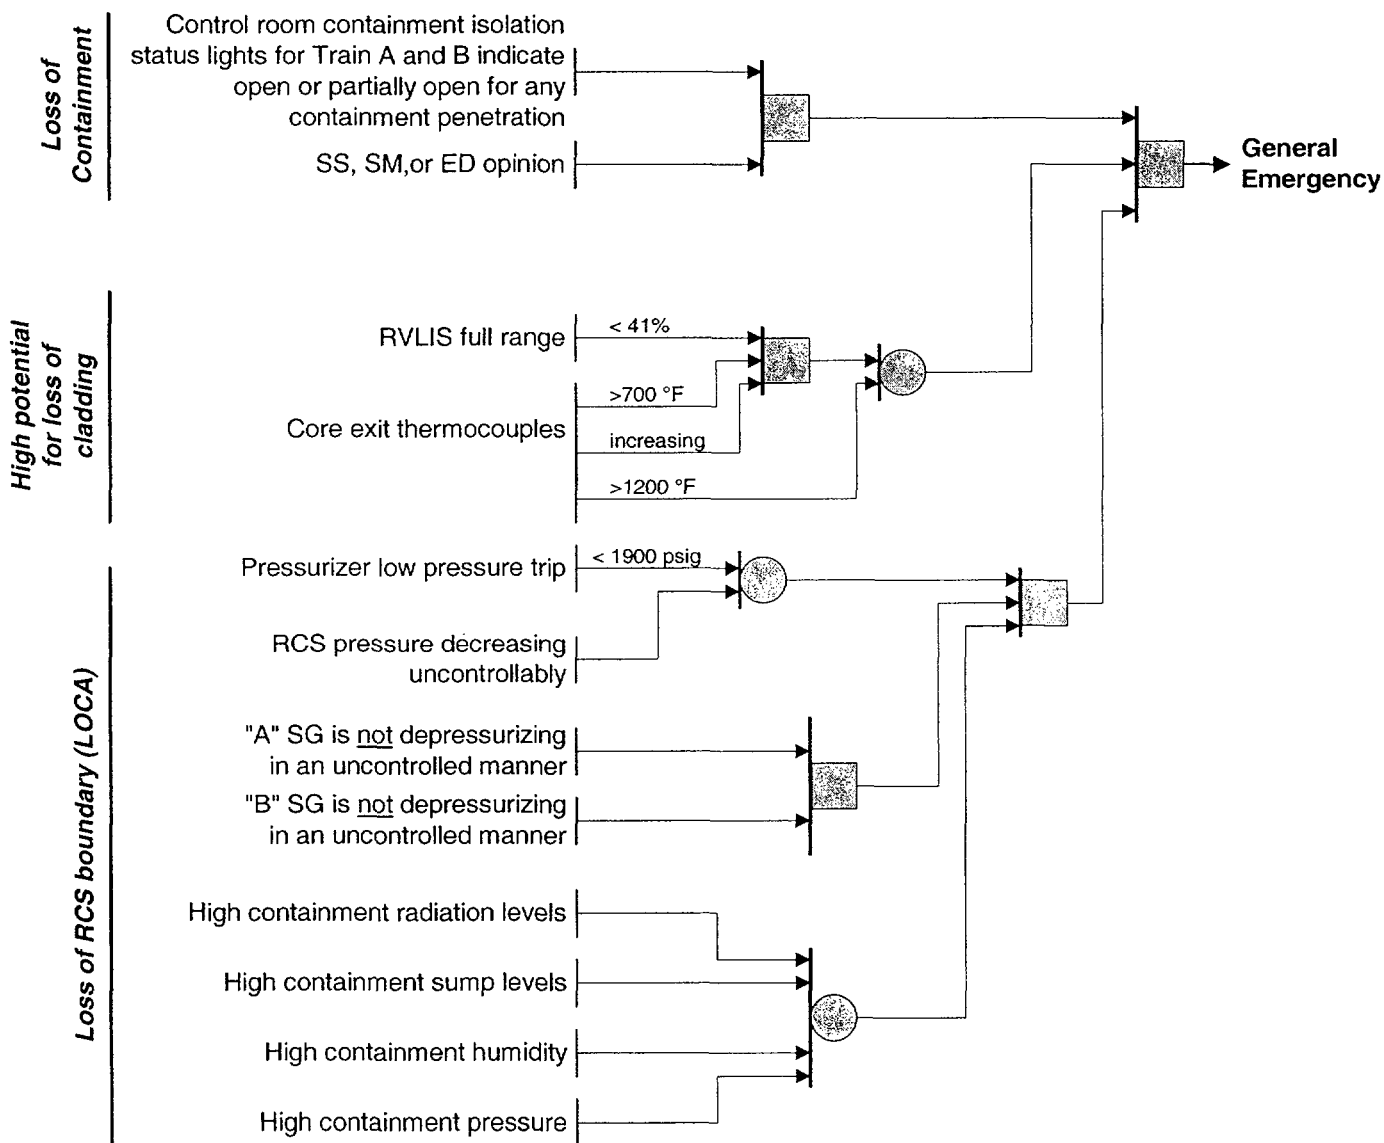 Loss of
Containment
Control room containment isolation
status lights for Train A and B indicate
open or partially open for any
containment penetration
SS, SM,or ED opinion
General
Emergency
High potential
for loss of
cladding
RVLIS full range
< 41%
>700 °F
Core exit thermocouples
increasing
>1200 °F
Loss of RCS boundary (LOCA)
Pressurizer low pressure trip
< 1900 psig
RCS pressure decreasing
uncontrollably
"A" SG is not depressurizing
in an uncontrolled manner
"B" SG is not depressurizing
in an uncontrolled manner
High containment radiation levels
High containment sump levels
High containment humidity
High containment pressure